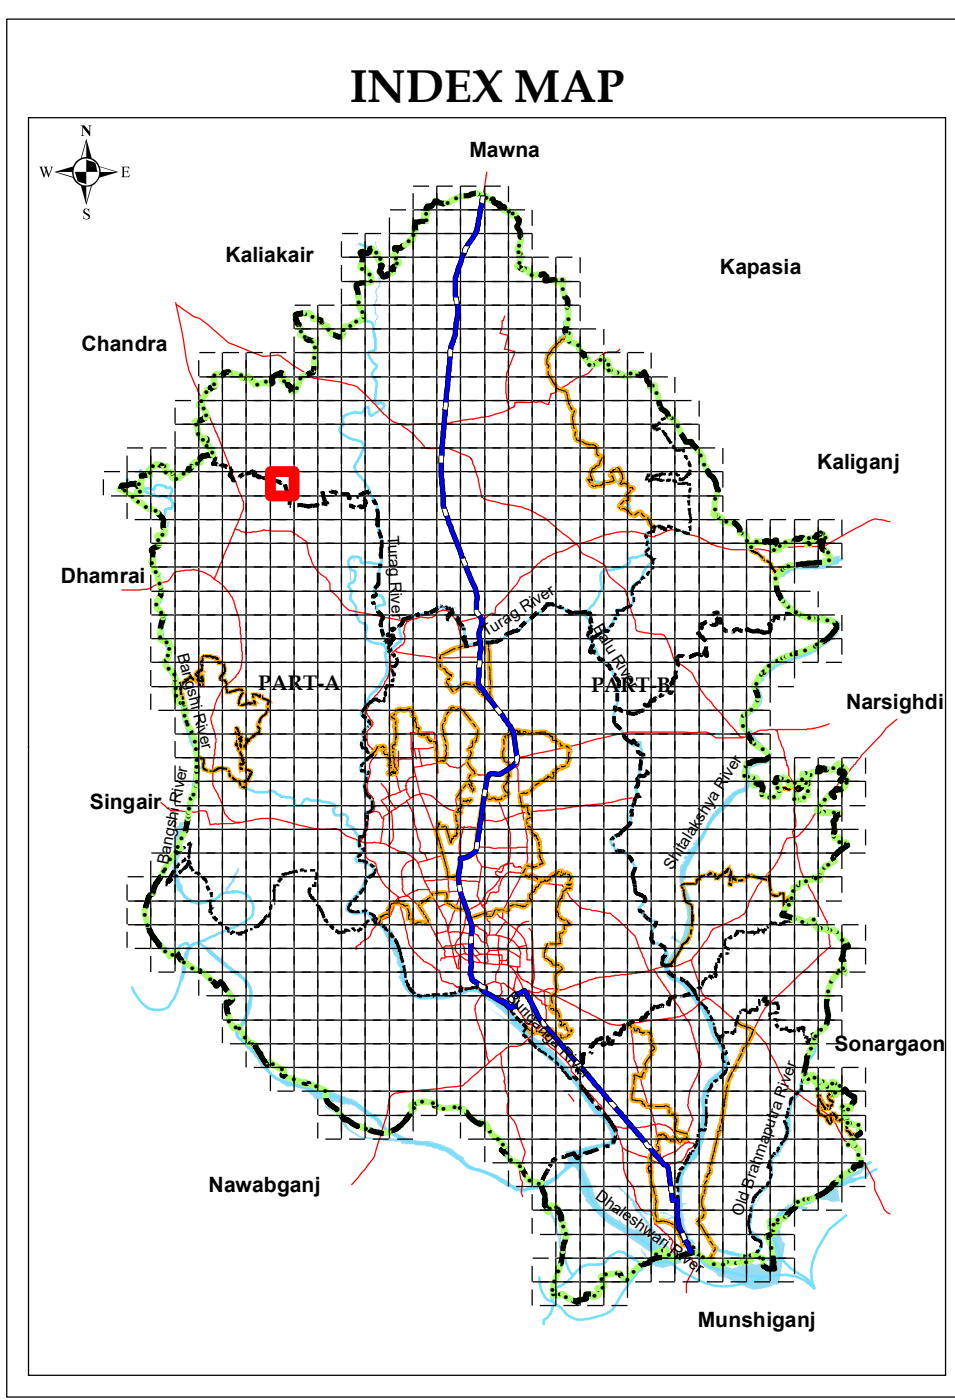 INDEX MAP
N
W E
S
Mawna
Kaliakair
Kapasia
Chandra
Kaliganj
Turag River
Dhamrai
Turag River
Balu River
Bangshi River
PART-A
PART-B
Narsighdi
Shitalakshya River
Bangshi River
Singair
Buriganga River
Sonargaon
Old Brahmaputra River
Nawabganj
Dhaleshwari River
Munshiganj